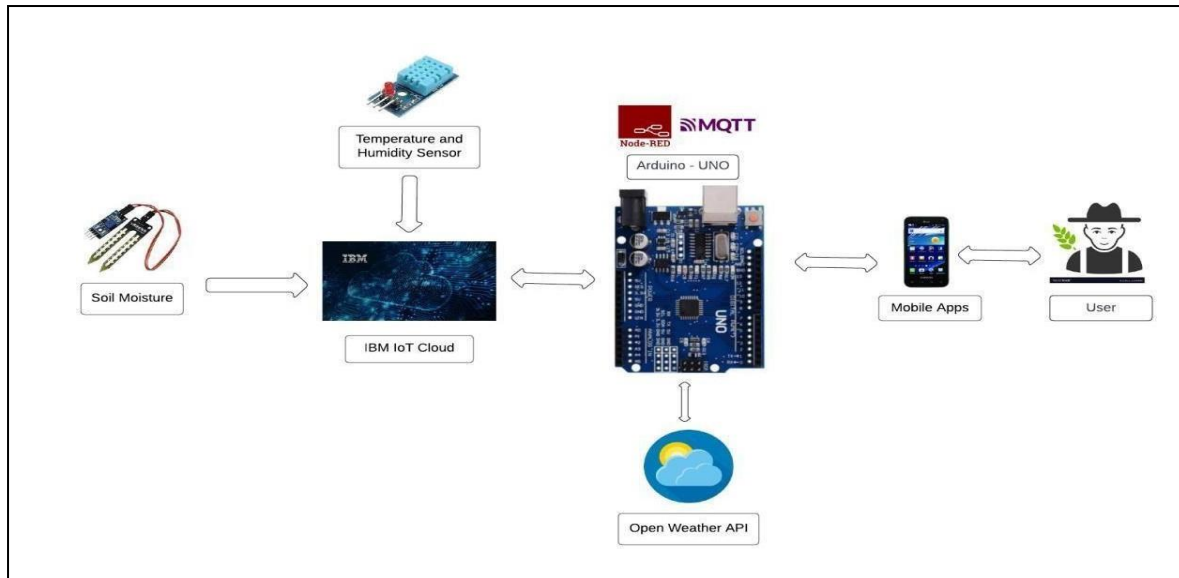 Node-RED
MQTT
Temperature and
Humidity Sensor
Arduino - UNO
IBM
UNO
Soil Moisture
Mobile Apps
User
IBM IoT Cloud
Open Weather API